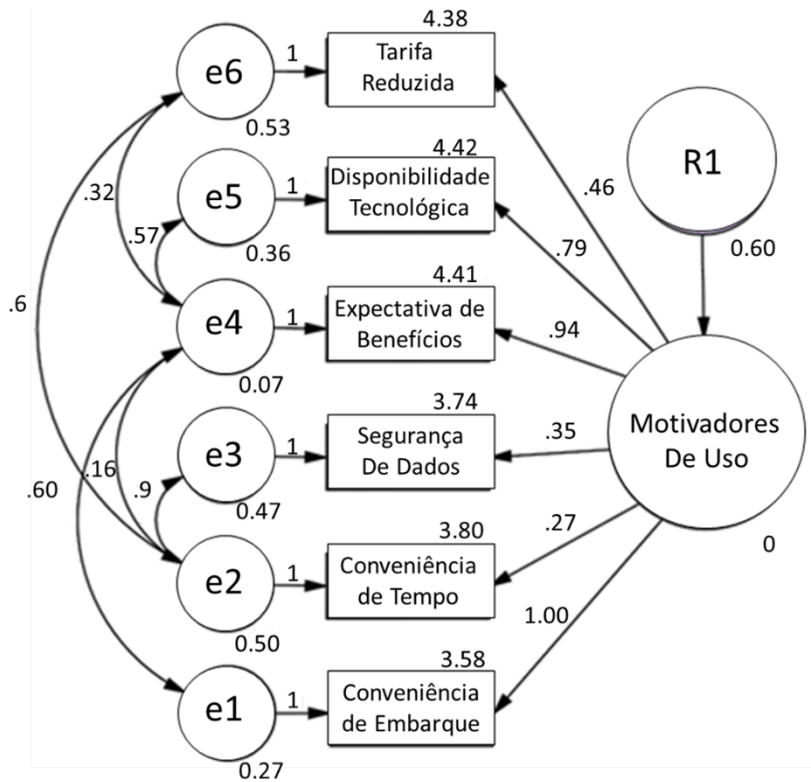 4.38
e6
1
Tarifa
Reduzida
0.53
R1
.32
4.42
e5
1
Disponibilidade
Tecnológica
.46
.57
0.36
.79
0.60
4.41
.6
e4
1
Expectativa de
Benefícios
.94
0.07
3.74
e3
1
Segurança
De Dados
.35
Motivadores
De Uso
.60
.16
.9
0.47
3.80
.27
0
e2
1
Conveniência
de Tempo
0.50
1.00
3.58
e1
1
Conveniência
de Embarque
0.27